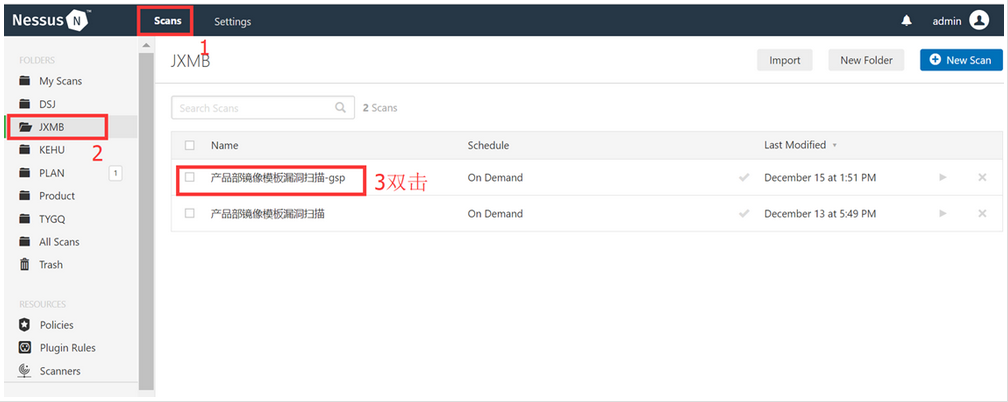 Nessus N ™ Scans Settings admin
1
FOLDERS
My Scans
DSJ
JXMB
2
KEHU
PLAN 1
Product
TYGQ
All Scans
Trash
RESOURCES
Policies
Plugin Rules
Scanners
JXMB
Import New Folder New Scan
Search Scans 2 Scans
Name Schedule Last Modified
产品部镜像模板漏洞扫描-gsp 3双击 On Demand December 15 at 1:51 PM
产品部镜像模板漏洞扫描 On Demand December 13 at 5:49 PM